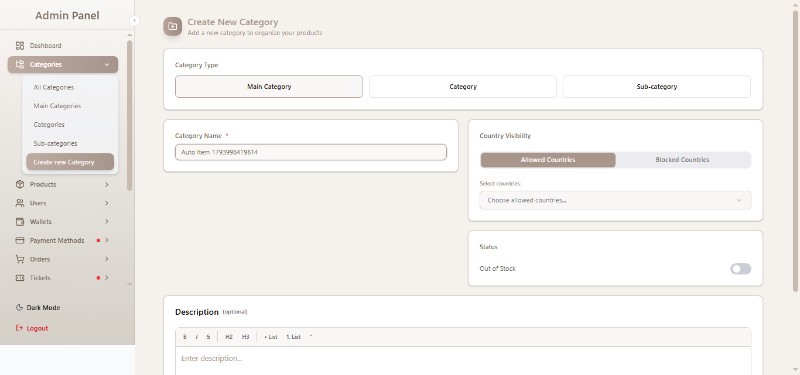 Admin Panel
Dashboard
Categories
All Categories
Main Categories
Categories
Sub-categories
Create new Category
Products
Users
Wallets
Payment Methods
Orders
Tickets
Dark Mode
Logout
Create New Category
Add a new category to organize your products
Category Type
Main Category
Category
Sub-category
Category Name *
Auto Item 1793998419614
Country Visibility
Allowed Countries
Blocked Countries
Select countries:
Choose allowed countries...
Status
Out of Stock
Description (optional)
B I S H2 H3 • List 1. List "
Enter description...